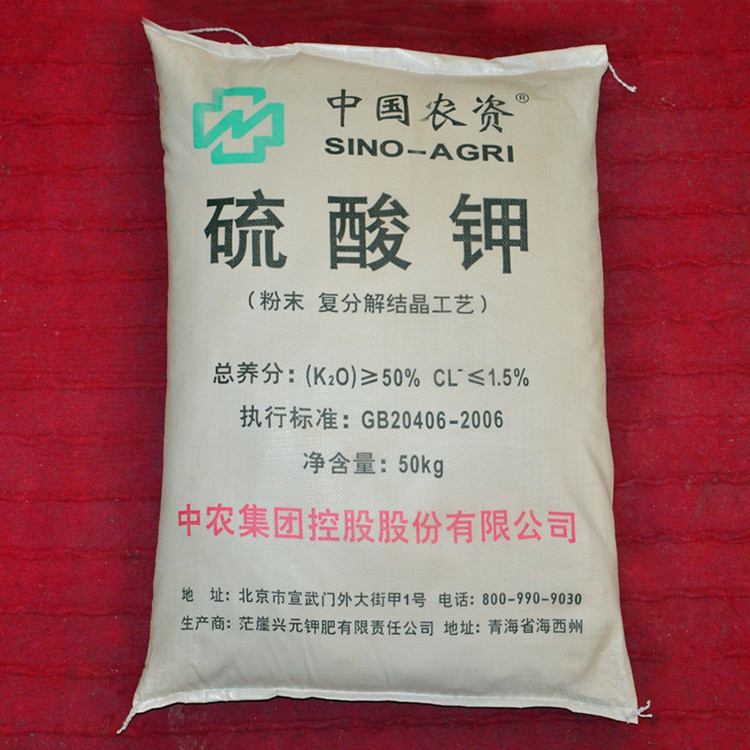 中国农资®
SINO-AGRI
硫酸钾
(粉末 复分解结晶工艺)
总养分：(K₂O)≥50% CL⁻≤1.5%
执行标准：GB20406-2006
净含量：50kg
中农集团控股股份有限公司
地 址：北京市宣武门外大街甲1号 电话：800-990-9030
生产商：茫崖兴元钾肥有限责任公司 地址：青海省海西州